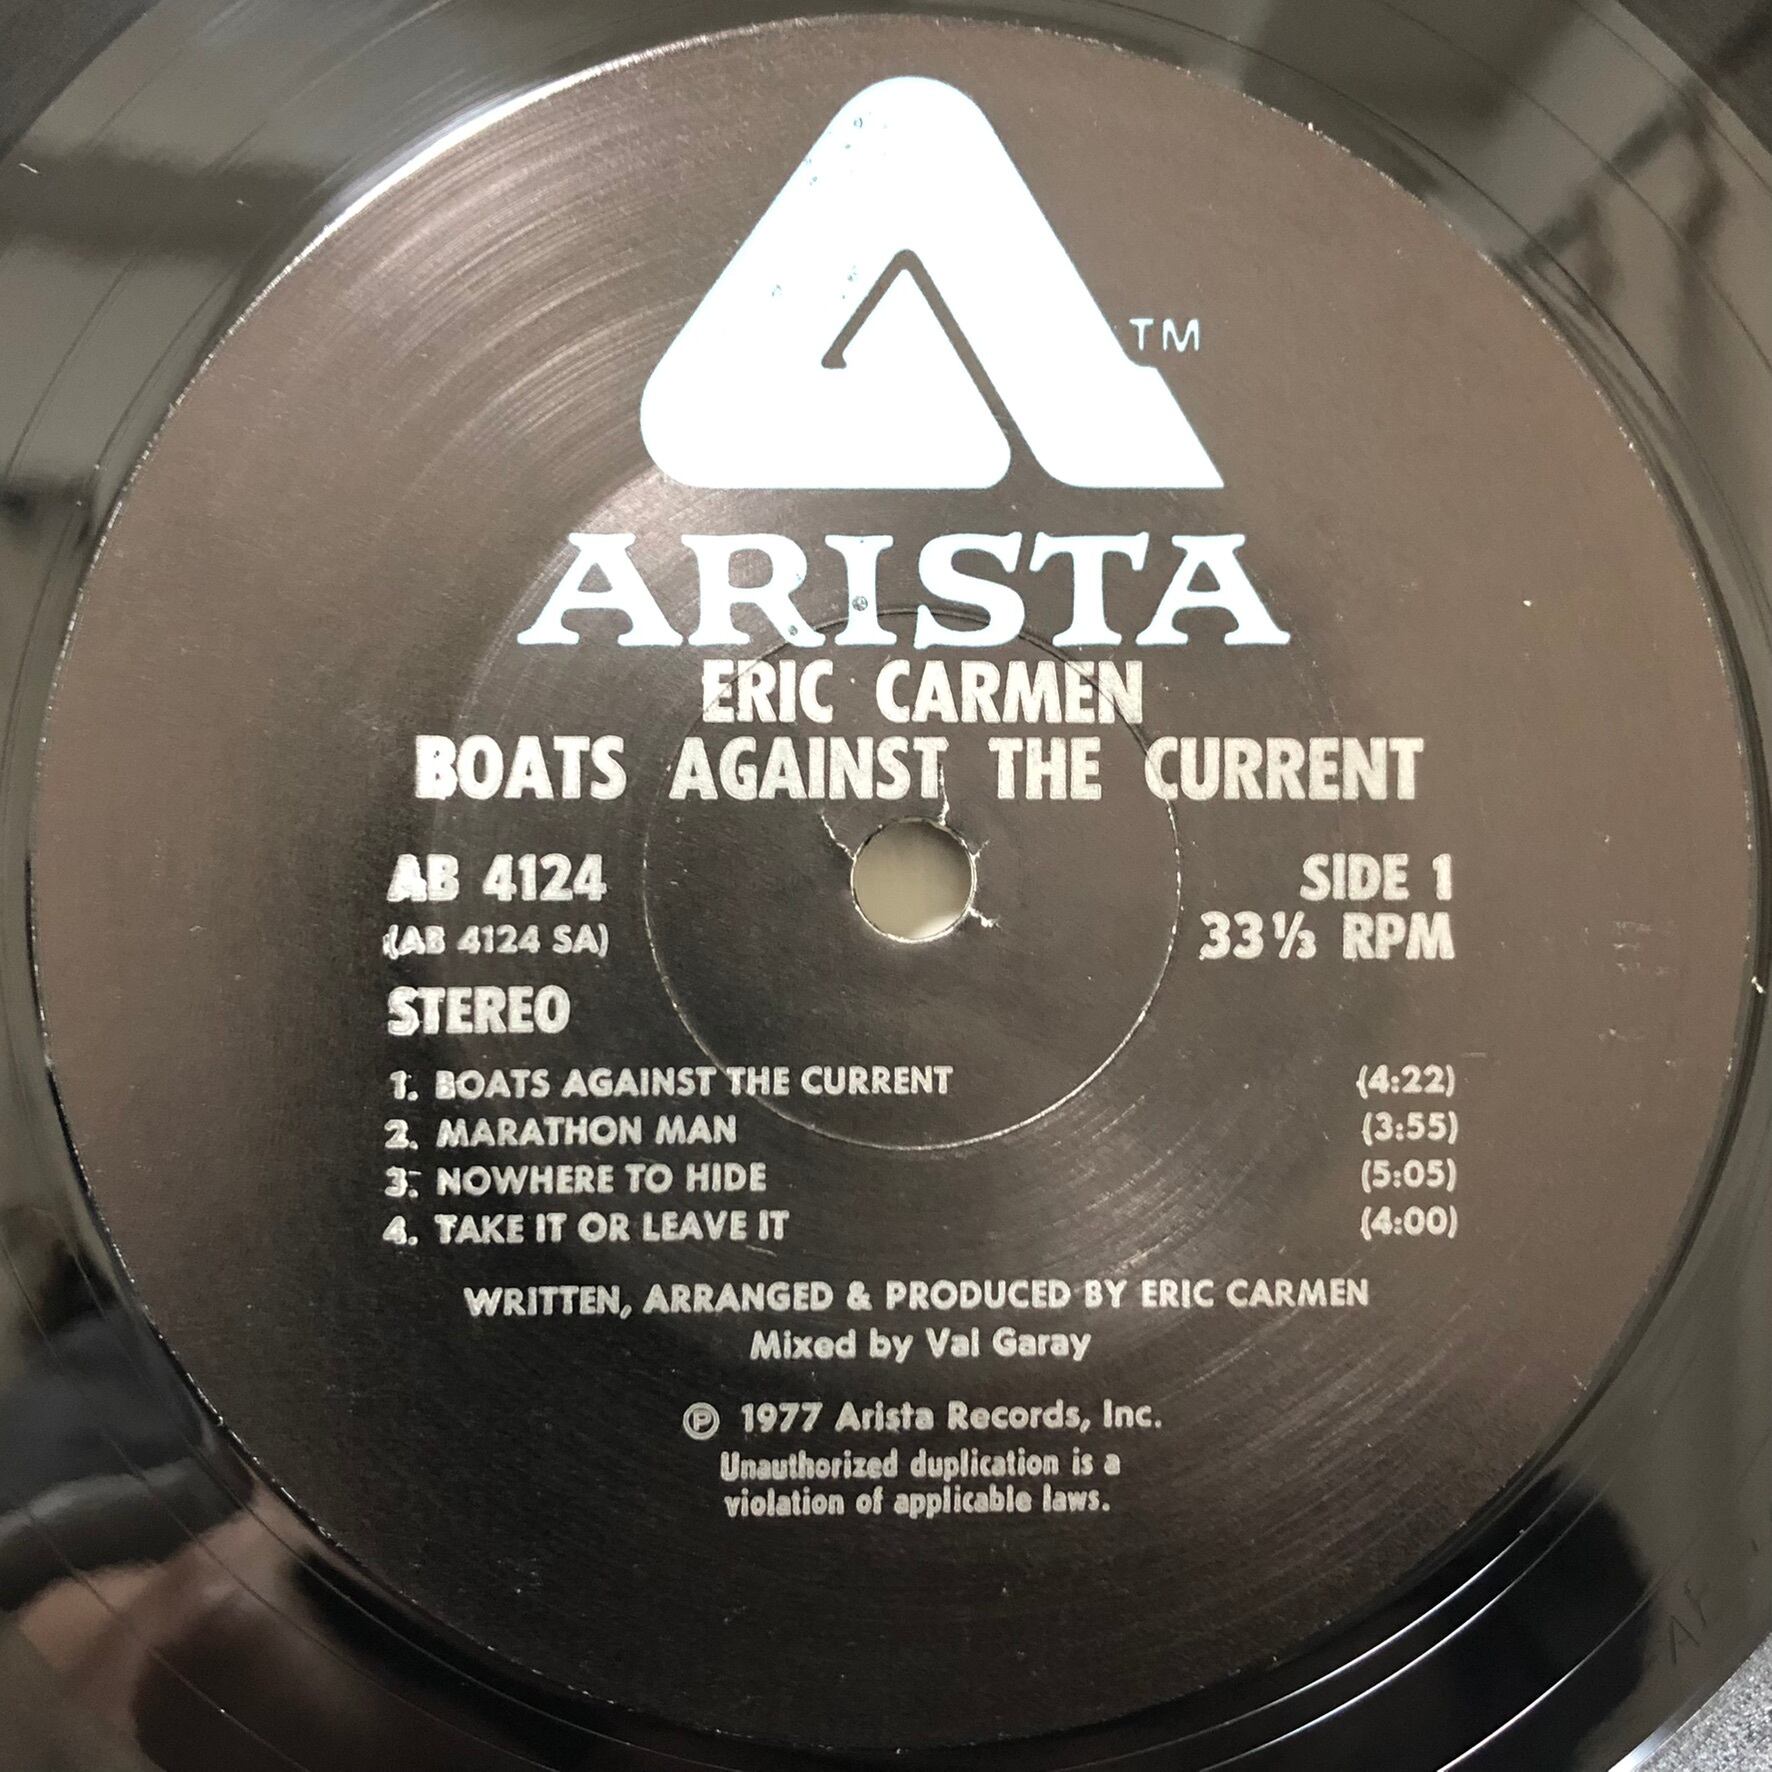 TM
ARISTA
ERIC CARMEN
BOATS AGAINST THE CURRENT
AB 4124
SIDE 1
(AB 4124 SA)
33⅓ RPM
STEREO
1. BOATS AGAINST THE CURRENT (4:22)
2. MARATHON MAN (3:55)
3. NOWHERE TO HIDE (5:05)
4. TAKE IT OR LEAVE IT (4:00)
WRITTEN, ARRANGED & PRODUCED BY ERIC CARMEN
Mixed by Val Garay
℗ 1977 Arista Records, Inc.
Unauthorized duplication is a
violation of applicable laws.
AF